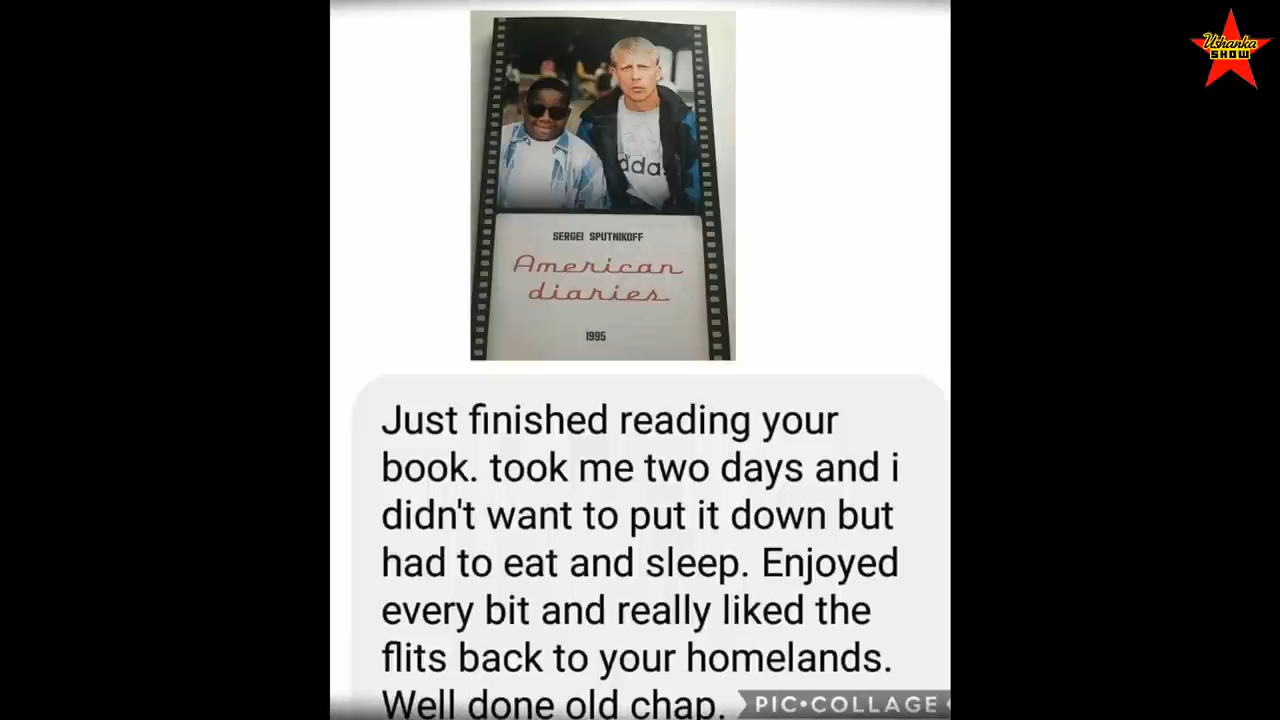 Ushanka
SHOW
ddas
SERGEI SPUTNIKOFF
American
diaries
1995
Just finished reading your
book. took me two days and i
didn't want to put it down but
had to eat and sleep. Enjoyed
every bit and really liked the
flits back to your homelands.
Well done old chap.
PIC•COLLAGE